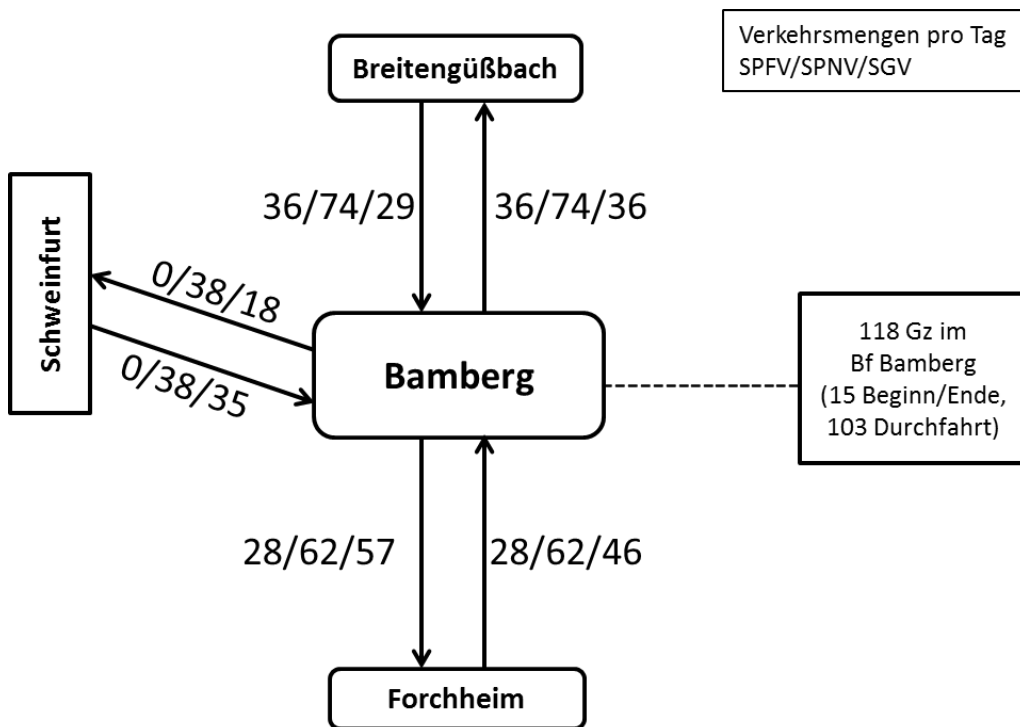 Verkehrsmengen pro Tag
SPFV/SPNV/SGV
Breitengüßbach
36/74/29
36/74/36
Schweinfurt
0/38/18
0/38/35
Bamberg
118 Gz im
Bf Bamberg
(15 Beginn/Ende,
103 Durchfahrt)
28/62/57
28/62/46
Forchheim